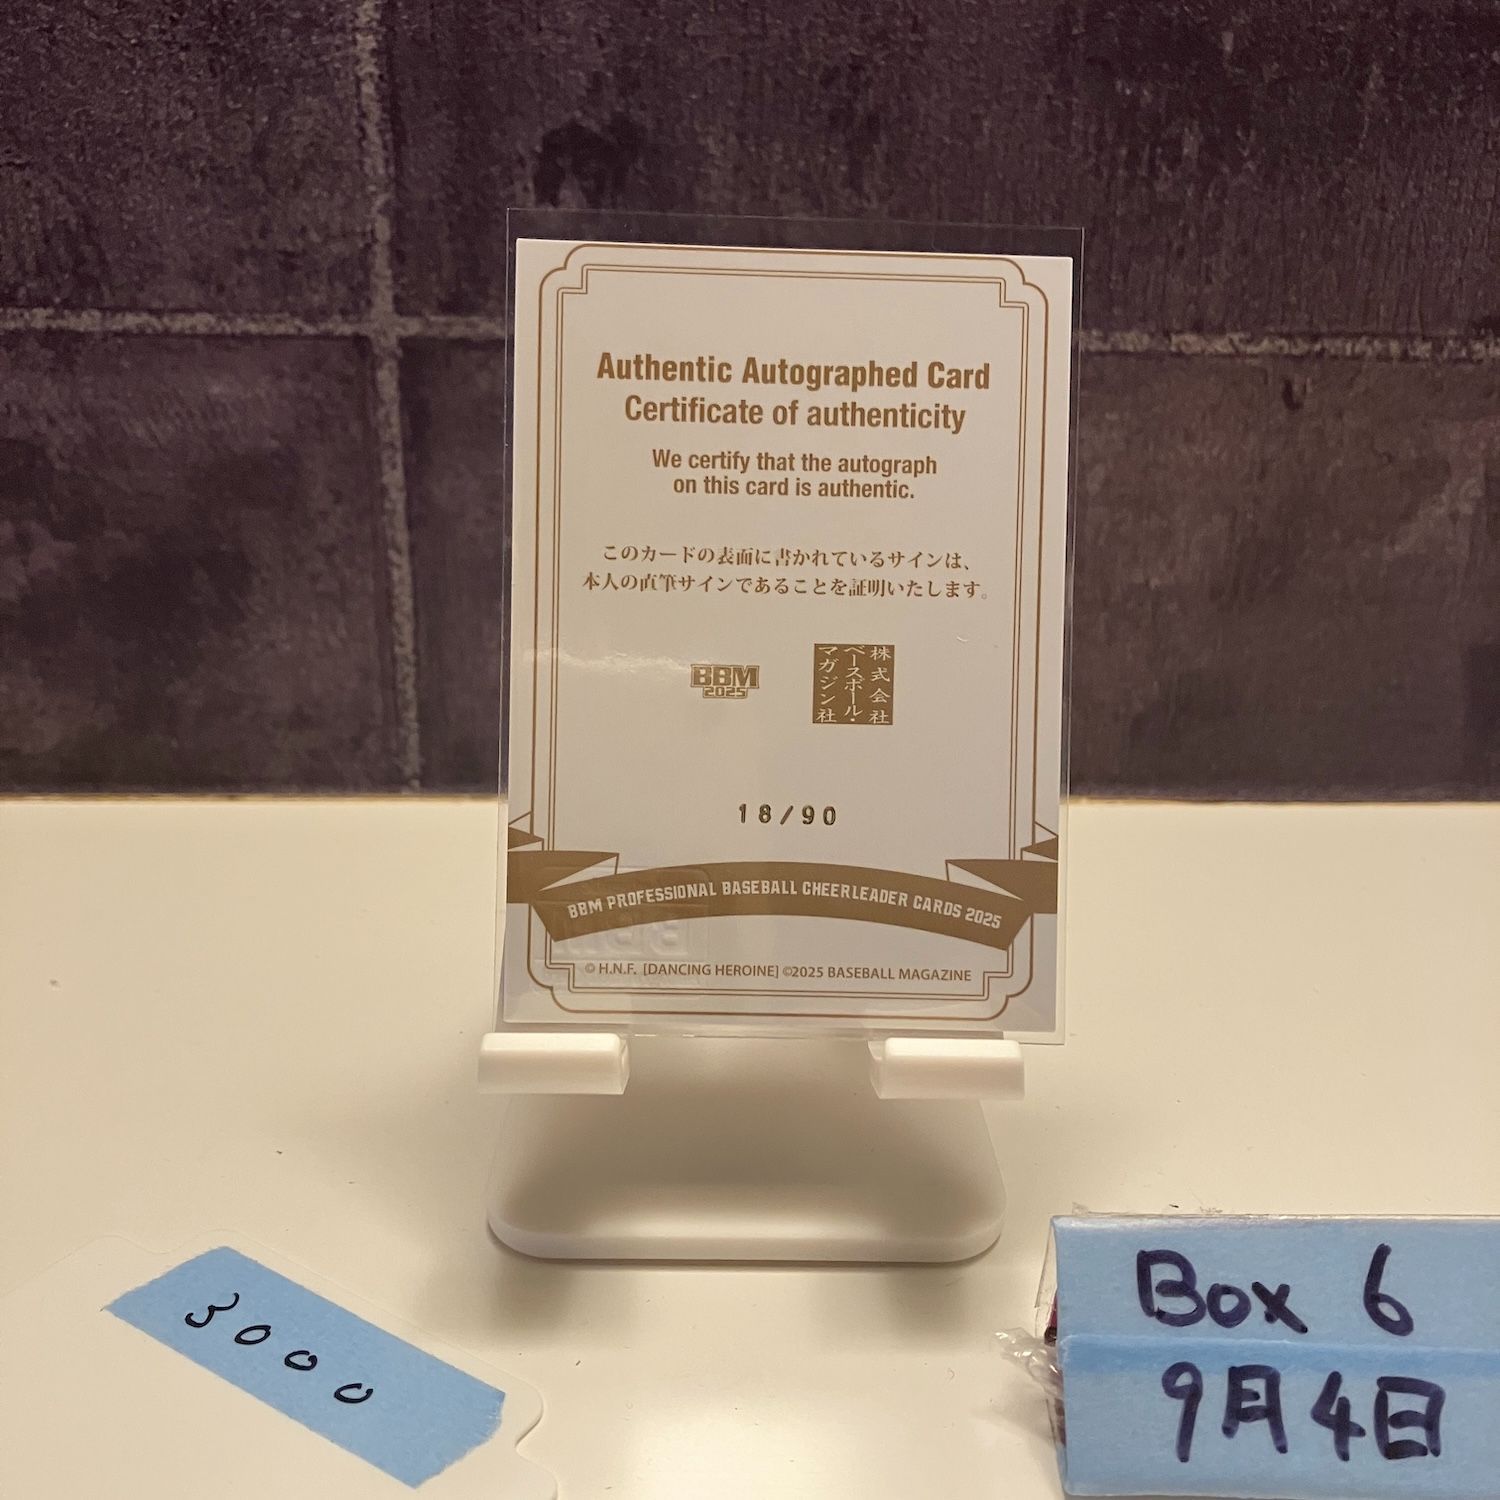 Authentic Autographed Card
Certificate of authenticity
We certify that the autograph
on this card is authentic.
このカードの表面に書かれているサインは、
本人の直筆サインであることを証明いたします。
BBM
2025
株式会社
ベースボール・
マガジン社
18/90
BBM PROFESSIONAL BASEBALL CHEERLEADER CARDS 2025
© H.N.F. [DANCING HEROINE] ©2025 BASEBALL MAGAZINE
3000
Box 6
9月4日